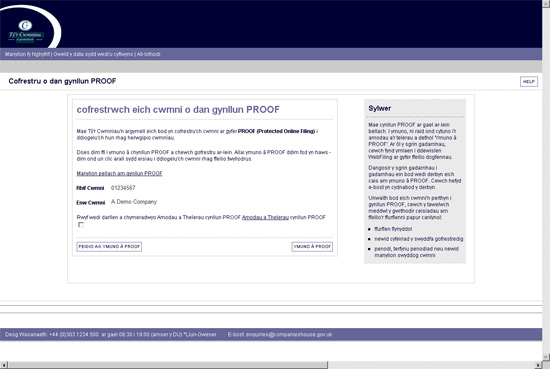 Tŷ'r Cwmnïau
Manylion fy Nghyfrif | Gweld y data sydd wedi'u cyflwyno | All-lofnodi
Cofrestru o dan gynllun PROOF
HELP
cofrestrwch eich cwmni o dan gynllun PROOF
Mae Tŷ'r Cwmnïau'n argymell eich bod yn cofrestru'ch cwmni ar gyfer PROOF (Protected Online Filing) i
ddiogelu'ch hun rhag herwgipio cwmnïau.
Does dim ffi i ymuno â chynllun PROOF a chewch gofrestru ar-lein. Allai ymuno â PROOF ddim fod yn haws -
dim ond un clic arall sydd eisiau i ddiogelu'ch cwmni rhag ffeilio twyllodrus.
Manylion pellach am gynllun PROOF
Rhif Cwmni 01234567
Enw Cwmni A Demo Company
Rwyf wedi darllen a chymeradwyo Amodau a Thelerau cynllun PROOF Amodau a Thelerau cynllun PROOF
PEIDIO AG YMUNO Â PROOF
YMUNO Â PROOF
Sylwer
Mae cynllun PROOF ar gael ar-lein
bellach. I ymuno, ni raid ond cytuno i'r
amodau a'r telerau a dethol 'Ymuno â
PROOF'. Ar ôl y sgrin gadarnhau,
cewch fynd ymlaen i ddewislen
WebFiling ar gyfer ffeilio dogfennau.
Dangosir y sgrin gadarnhau i
gadarnhau ein bod wedi derbyn eich
cais am ymuno â PROOF. Cewch hefyd
e-bost yn cydnabod y derbyn.
Unwaith bod eich cwmni'n perthyn i
gynllun PROOF, cewch y tawelwch
meddwl y gwrthodir ceisiadau am
ffeilio'r ffurflenni papur canlynol:
ffurflen flynyddol
newid cyfeiriad y swyddfa gofrestredig
penodi, terfynu penodiad neu newid
manylion swyddog cwmni
Desg Wasanaeth: +44 (0)303 1234 500 ar gael 08:30 i 18:00 (amser y DU) *Llun-Gwener E-bost: enquiries@companieshouse.gov.uk